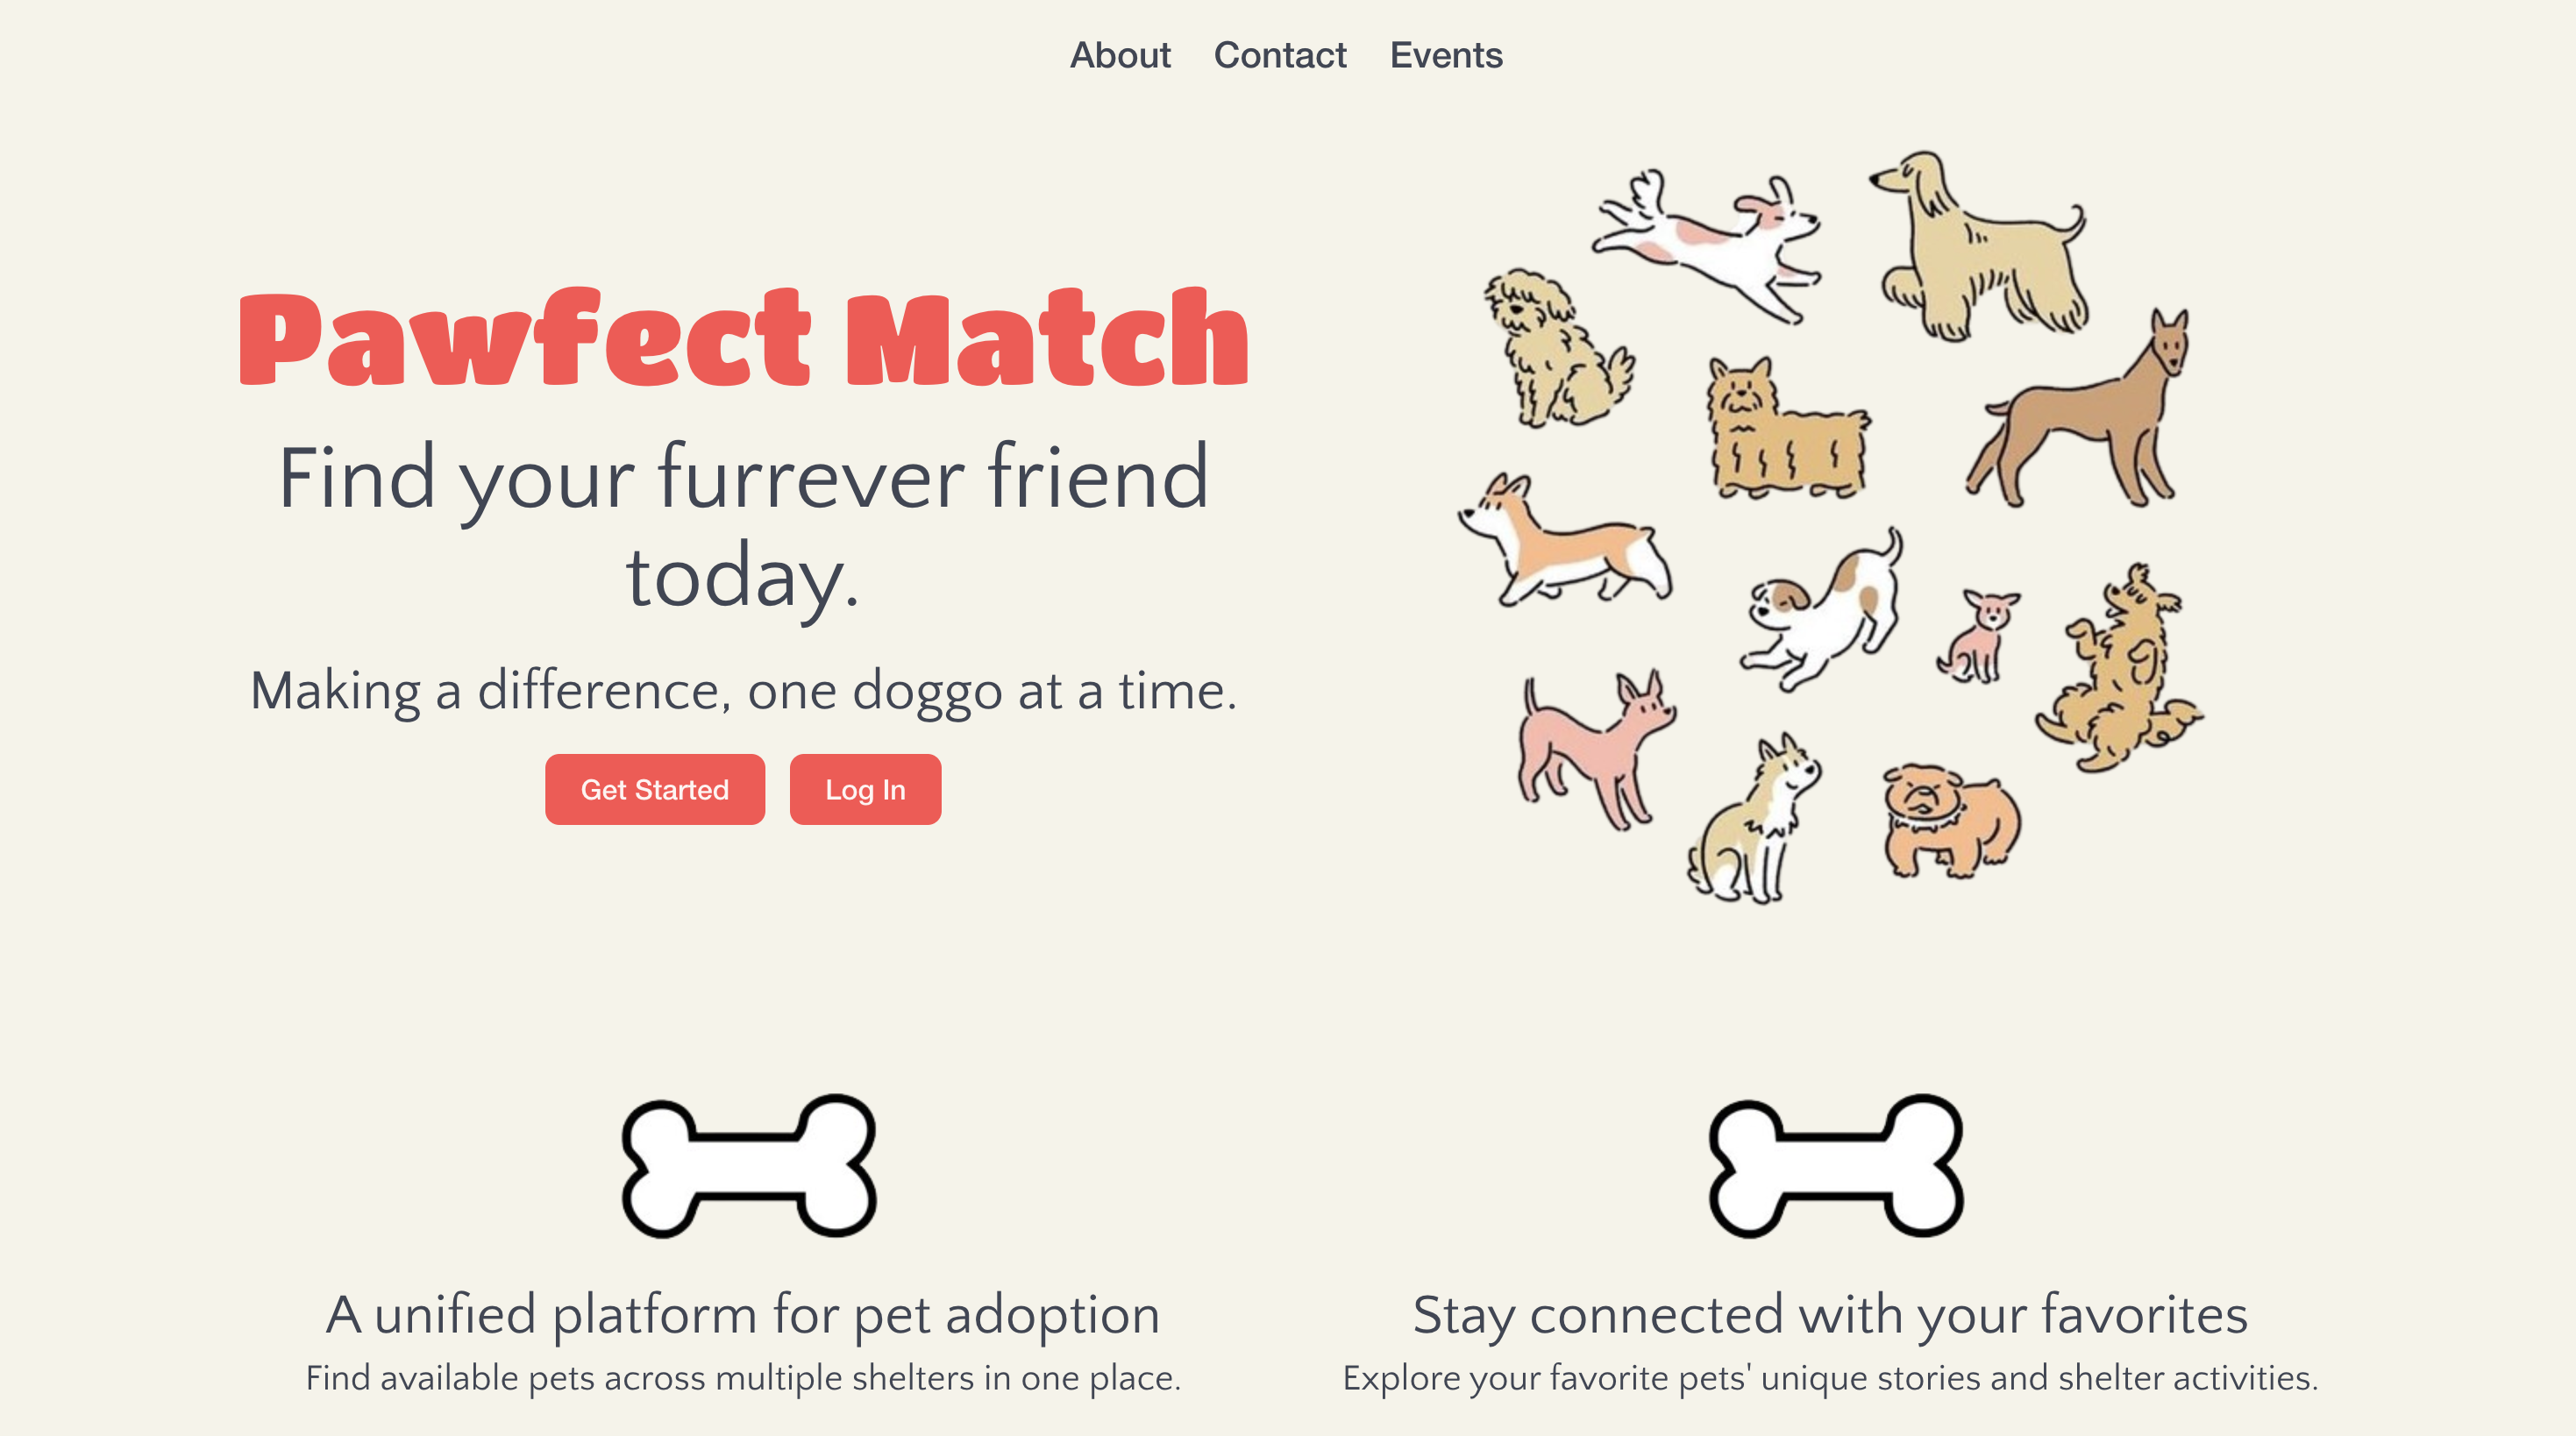 About Contact Events
Pawfect Match
Find your furrever friend
today.
Making a difference, one doggo at a time.
Get Started Log In
A unified platform for pet adoption
Find available pets across multiple shelters in one place.
Stay connected with your favorites
Explore your favorite pets' unique stories and shelter activities.